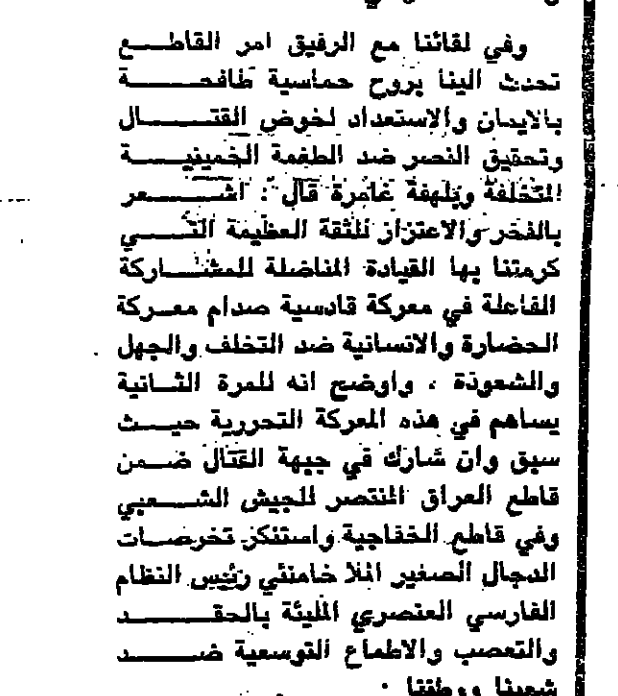 وفي لقائنا مع الرفيق امر القاطع
تحدث الينا بروح حماسية طافحة
بالايمان والاستعداد لخوض القتال
وتحقيق النصر ضد الطغمة الخمينية
المتخلفة وبلهفة غامرة قال : اشعر
بالفخر والاعتزاز للثقة العظيمة التي
كرمتنا بها القيادة المناضلة للمشاركة
الفاعلة في معركة قادسية صدام معركة
الحضارة والانسانية ضد التخلف والجهل
والشعوذة ، واوضح انه للمرة الثانية
يساهم في هذه المعركة التحررية حيث
سبق وان شارك في جبهة القتال ضمن
قاطع العراق المنتصر للجيش الشعبي
وفي قاطع الخفاجية واستنكر تخرصات
الدجال الصغير الملا خامنئي رئيس النظام
الفارسي العنصري المليئة بالحقد
والتعصب والاطماع التوسعية ضد
شعبنا ووطننا .